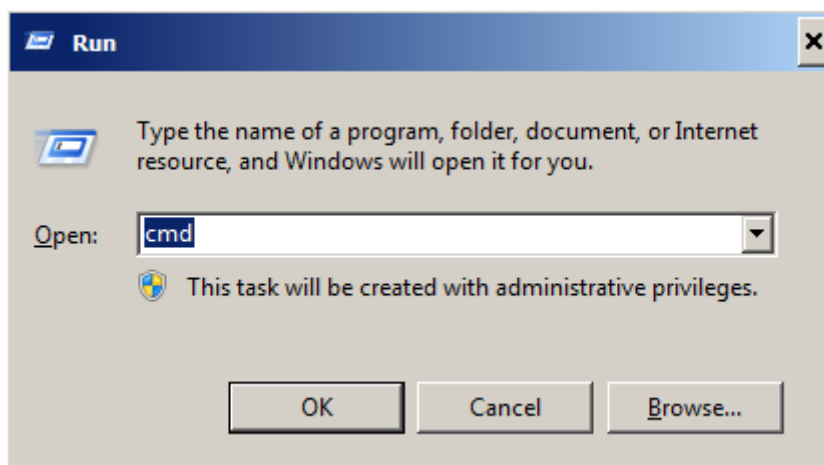 Run
Type the name of a program, folder, document, or Internet
resource, and Windows will open it for you.
Open: cmd
This task will be created with administrative privileges.
OK Cancel Browse...